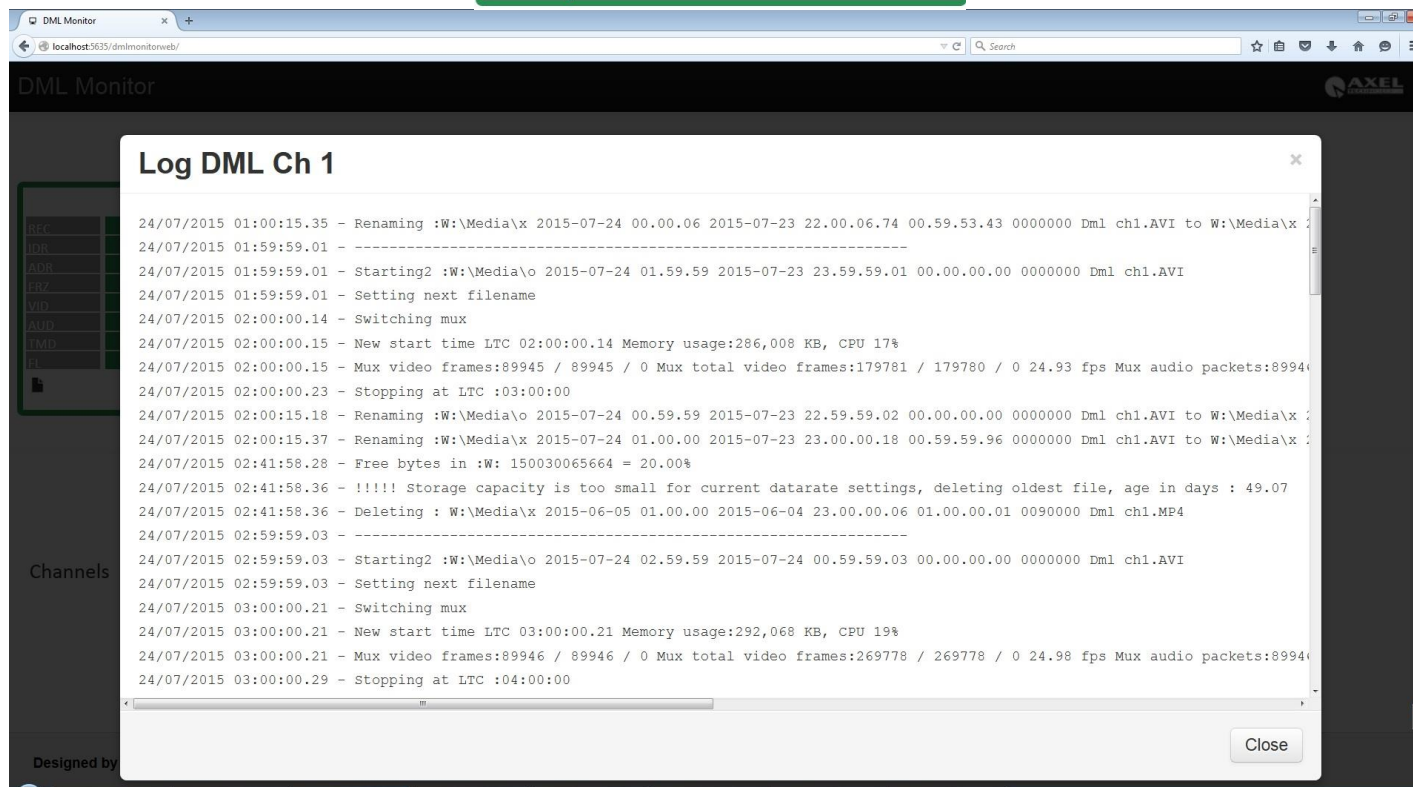 DML Monitor
localhost:5635/dmlmonitorweb/
Search
DML Monitor
AXEL
Log DML Ch 1
×
REC
IDR
ADR
FRZ
VID
AUD
TMD
FL
24/07/2015 01:00:15.35 - Renaming :W:\Media\x 2015-07-24 00.00.06 2015-07-23 22.00.06.74 00.59.53.43 0000000 Dml ch1.AVI to W:\Media\x
24/07/2015 01:59:59.01 - ----------------------------------------------------------------
24/07/2015 01:59:59.01 - Starting2 :W:\Media\o 2015-07-24 01.59.59 2015-07-23 23.59.59.01 00.00.00.00 0000000 Dml ch1.AVI
24/07/2015 01:59:59.01 - Setting next filename
24/07/2015 02:00:00.14 - Switching mux
24/07/2015 02:00:00.15 - New start time LTC 02:00:00.14 Memory usage:286,008 KB, CPU 17%
24/07/2015 02:00:00.15 - Mux video frames:89945 / 89945 / 0 Mux total video frames:179781 / 179780 / 0 24.93 fps Mux audio packets:8994
24/07/2015 02:00:00.23 - Stopping at LTC :03:00:00
24/07/2015 02:00:15.18 - Renaming :W:\Media\o 2015-07-24 00.59.59 2015-07-23 22.59.59.02 00.00.00.00 0000000 Dml ch1.AVI to W:\Media\x
24/07/2015 02:00:15.37 - Renaming :W:\Media\x 2015-07-24 01.00.00 2015-07-23 23.00.00.18 00.59.59.96 0000000 Dml ch1.AVI to W:\Media\x
24/07/2015 02:41:58.28 - Free bytes in :W: 150030065664 = 20.00%
24/07/2015 02:41:58.36 - !!!!! Storage capacity is too small for current datarate settings, deleting oldest file, age in days : 49.07
24/07/2015 02:41:58.36 - Deleting : W:\Media\x 2015-06-05 01.00.00 2015-06-04 23.00.00.06 01.00.00.01 0090000 Dml ch1.MP4
24/07/2015 02:59:59.03 - ----------------------------------------------------------------
24/07/2015 02:59:59.03 - Starting2 :W:\Media\o 2015-07-24 02.59.59 2015-07-24 00.59.59.03 00.00.00.00 0000000 Dml ch1.AVI
24/07/2015 02:59:59.03 - Setting next filename
24/07/2015 03:00:00.21 - Switching mux
24/07/2015 03:00:00.21 - New start time LTC 03:00:00.21 Memory usage:292,068 KB, CPU 19%
24/07/2015 03:00:00.21 - Mux video frames:89946 / 89946 / 0 Mux total video frames:269778 / 269778 / 0 24.98 fps Mux audio packets:8994
24/07/2015 03:00:00.29 - Stopping at LTC :04:00:00
Channels
Close
Designed by